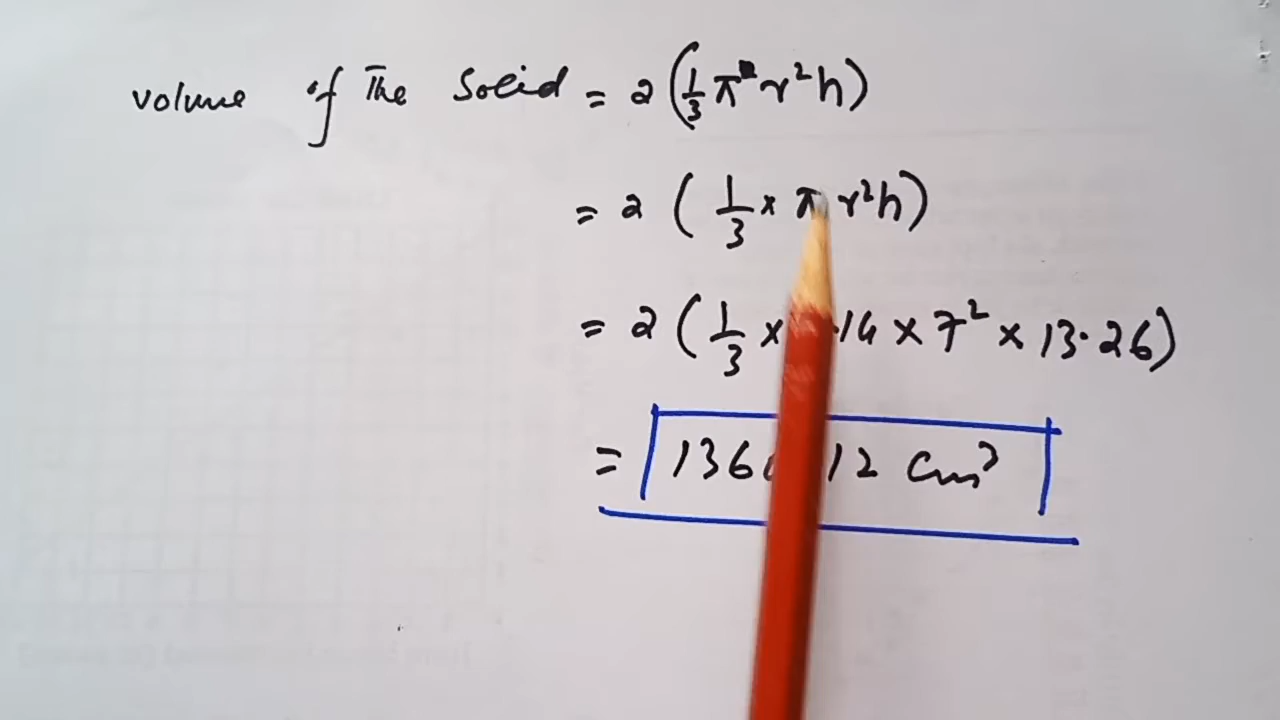 volume of The Solid = 2(1/3 π r²h)
= 2 (1/3 × π r²h)
= 2 (1/3 × .14 × 7² × 13.26)
= 136 12 cm³